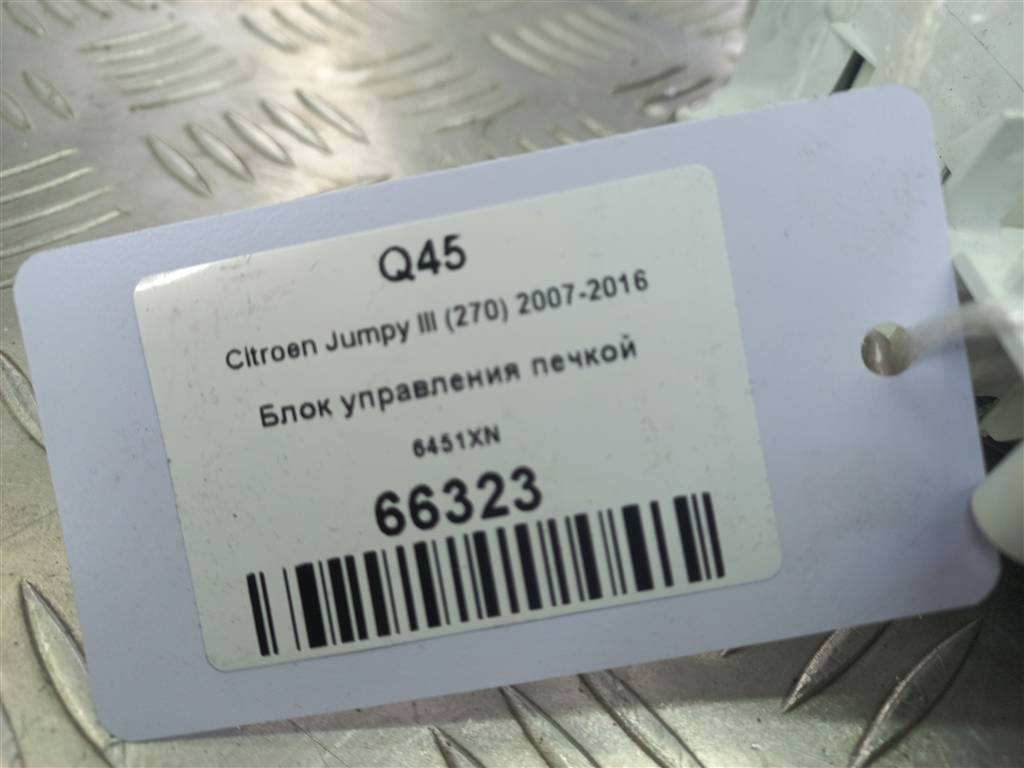 Q45
Citroen Jumpy III (270) 2007-2016
Блок управления печкой
6451XN
66323